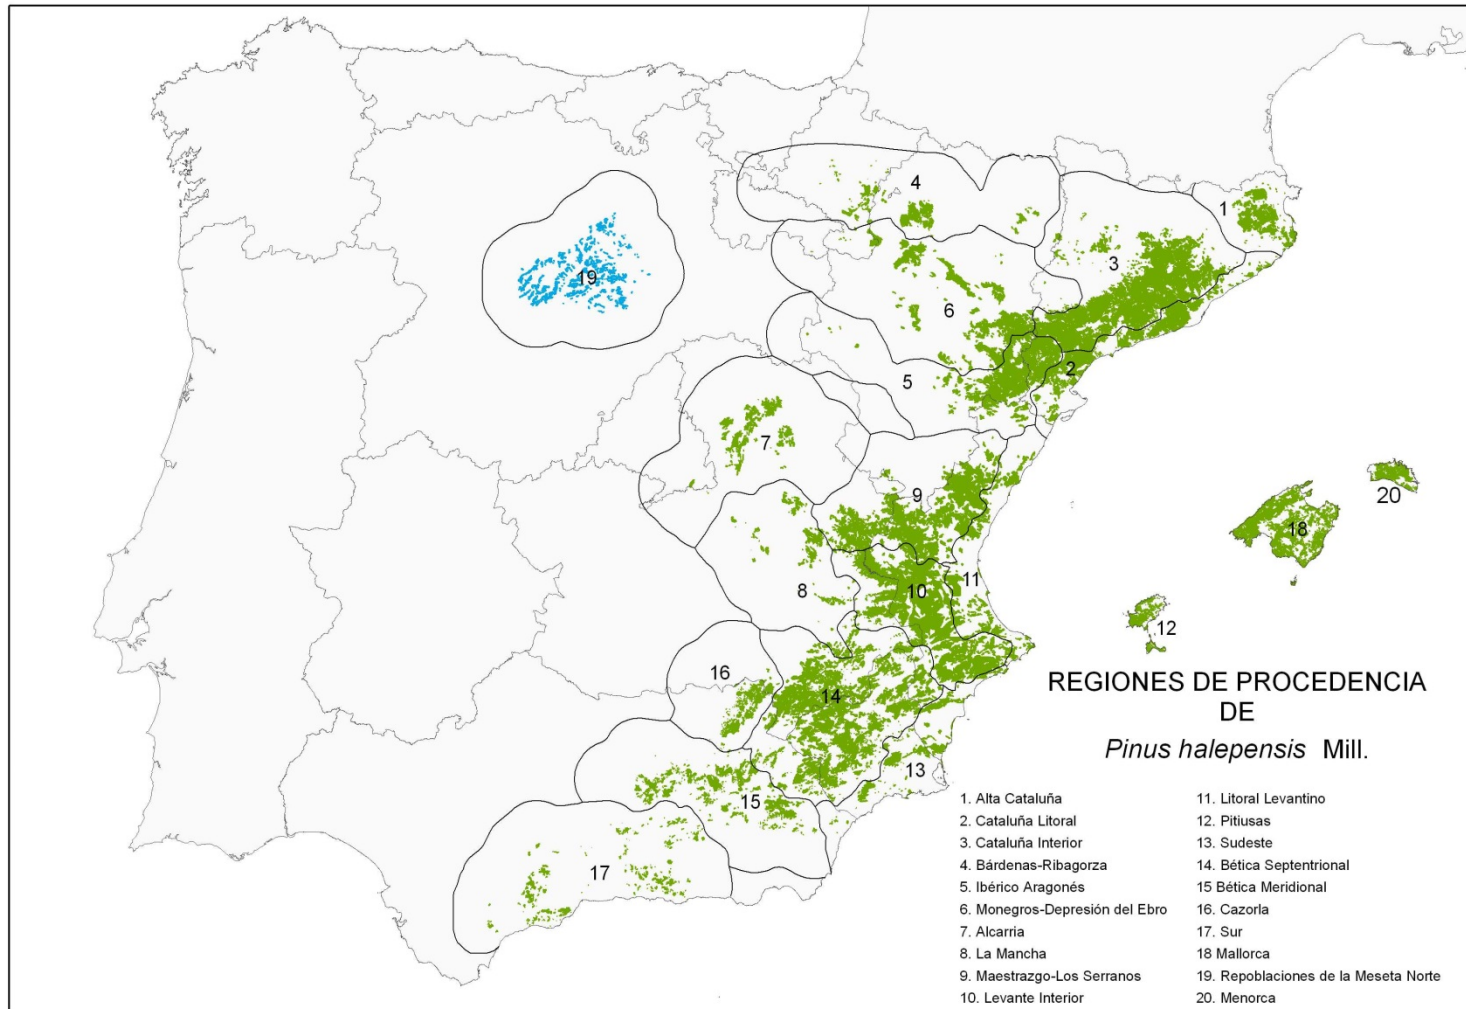 4
1
3
19
6
2
5
7
9
20
18
8
10
11
12
16
14
13
15
17
REGIONES DE PROCEDENCIA
DE
Pinus halepensis Mill.
1. Alta Cataluña
2. Cataluña Litoral
3. Cataluña Interior
4. Bárdenas-Ribagorza
5. Ibérico Aragonés
6. Monegros-Depresión del Ebro
7. Alcarria
8. La Mancha
9. Maestrazgo-Los Serranos
10. Levante Interior
11. Litoral Levantino
12. Pitiusas
13. Sudeste
14. Bética Septentrional
15 Bética Meridional
16. Cazorla
17. Sur
18 Mallorca
19. Repoblaciones de la Meseta Norte
20. Menorca